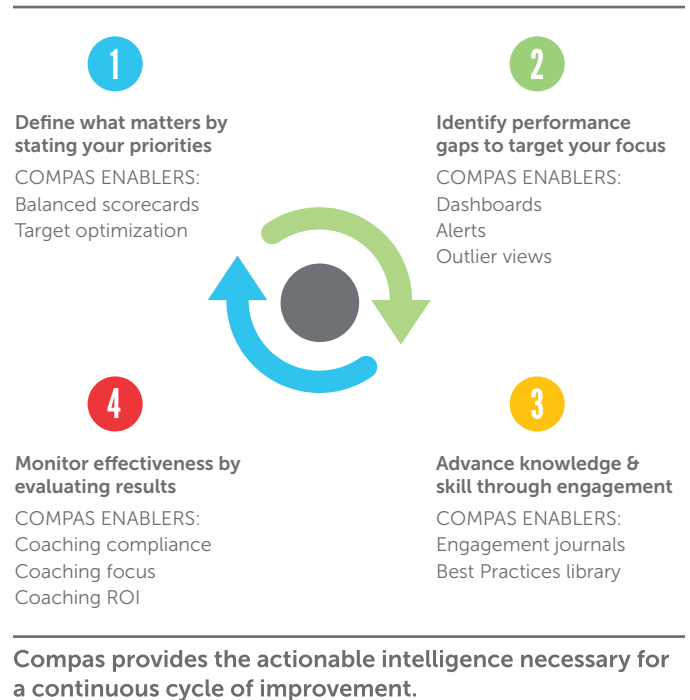 1
Define what matters by
stating your priorities
COMPAS ENABLERS:
Balanced scorecards
Target optimization
2
Identify performance
gaps to target your focus
COMPAS ENABLERS:
Dashboards
Alerts
Outlier views
3
Advance knowledge &
skill through engagement
COMPAS ENABLERS:
Engagement journals
Best Practices library
4
Monitor effectiveness by
evaluating results
COMPAS ENABLERS:
Coaching compliance
Coaching focus
Coaching ROI
Compas provides the actionable intelligence necessary for
a continuous cycle of improvement.